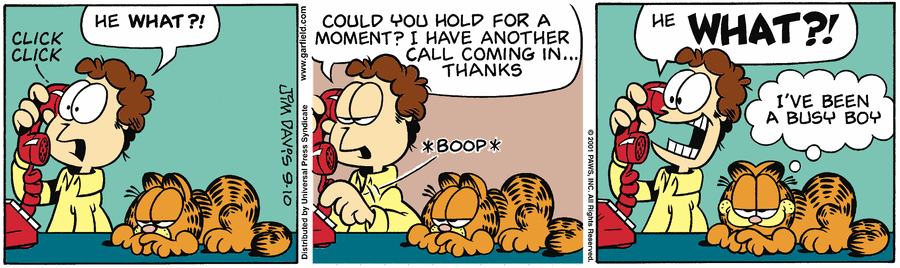 HE WHAT?!
CLICK
CLICK
JIM DAVIS 9-10
www.garfield.com
Distributed by Universal Press Syndicate
COULD YOU HOLD FOR A
MOMENT? I HAVE ANOTHER
CALL COMING IN...
THANKS
*BOOP*
© 2001 PAWS, INC. All Rights Reserved.
HE WHAT?!
I'VE BEEN
A BUSY BOY